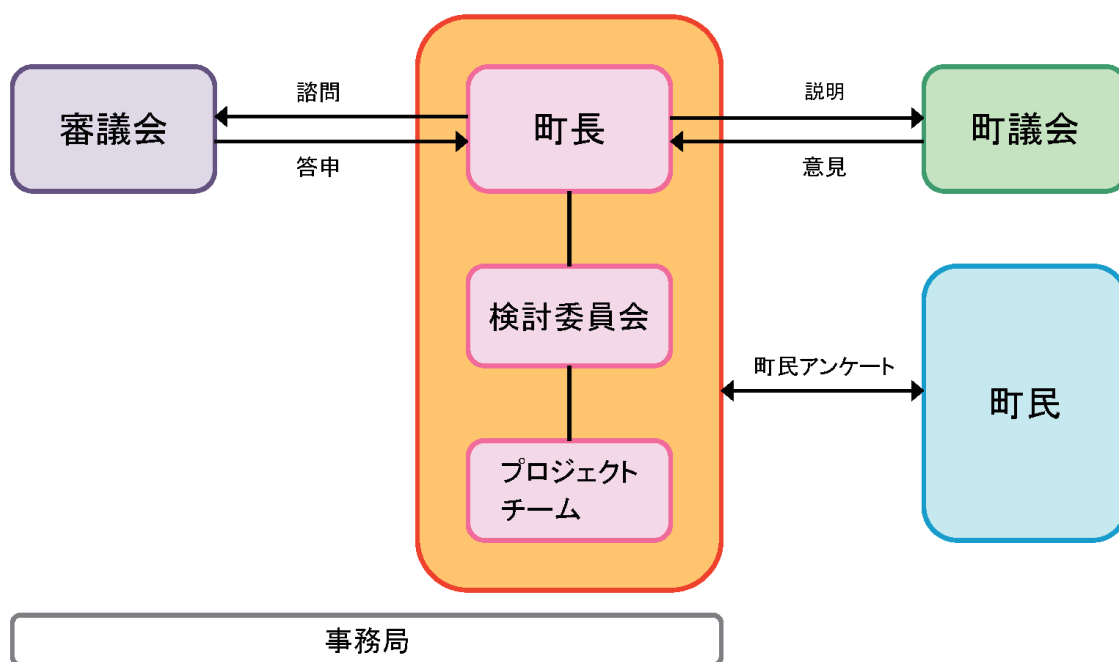 諮問
説明
審議会
町長
町議会
答申
意見
検討委員会
町民アンケート
町民
プロジェクト
チーム
事務局